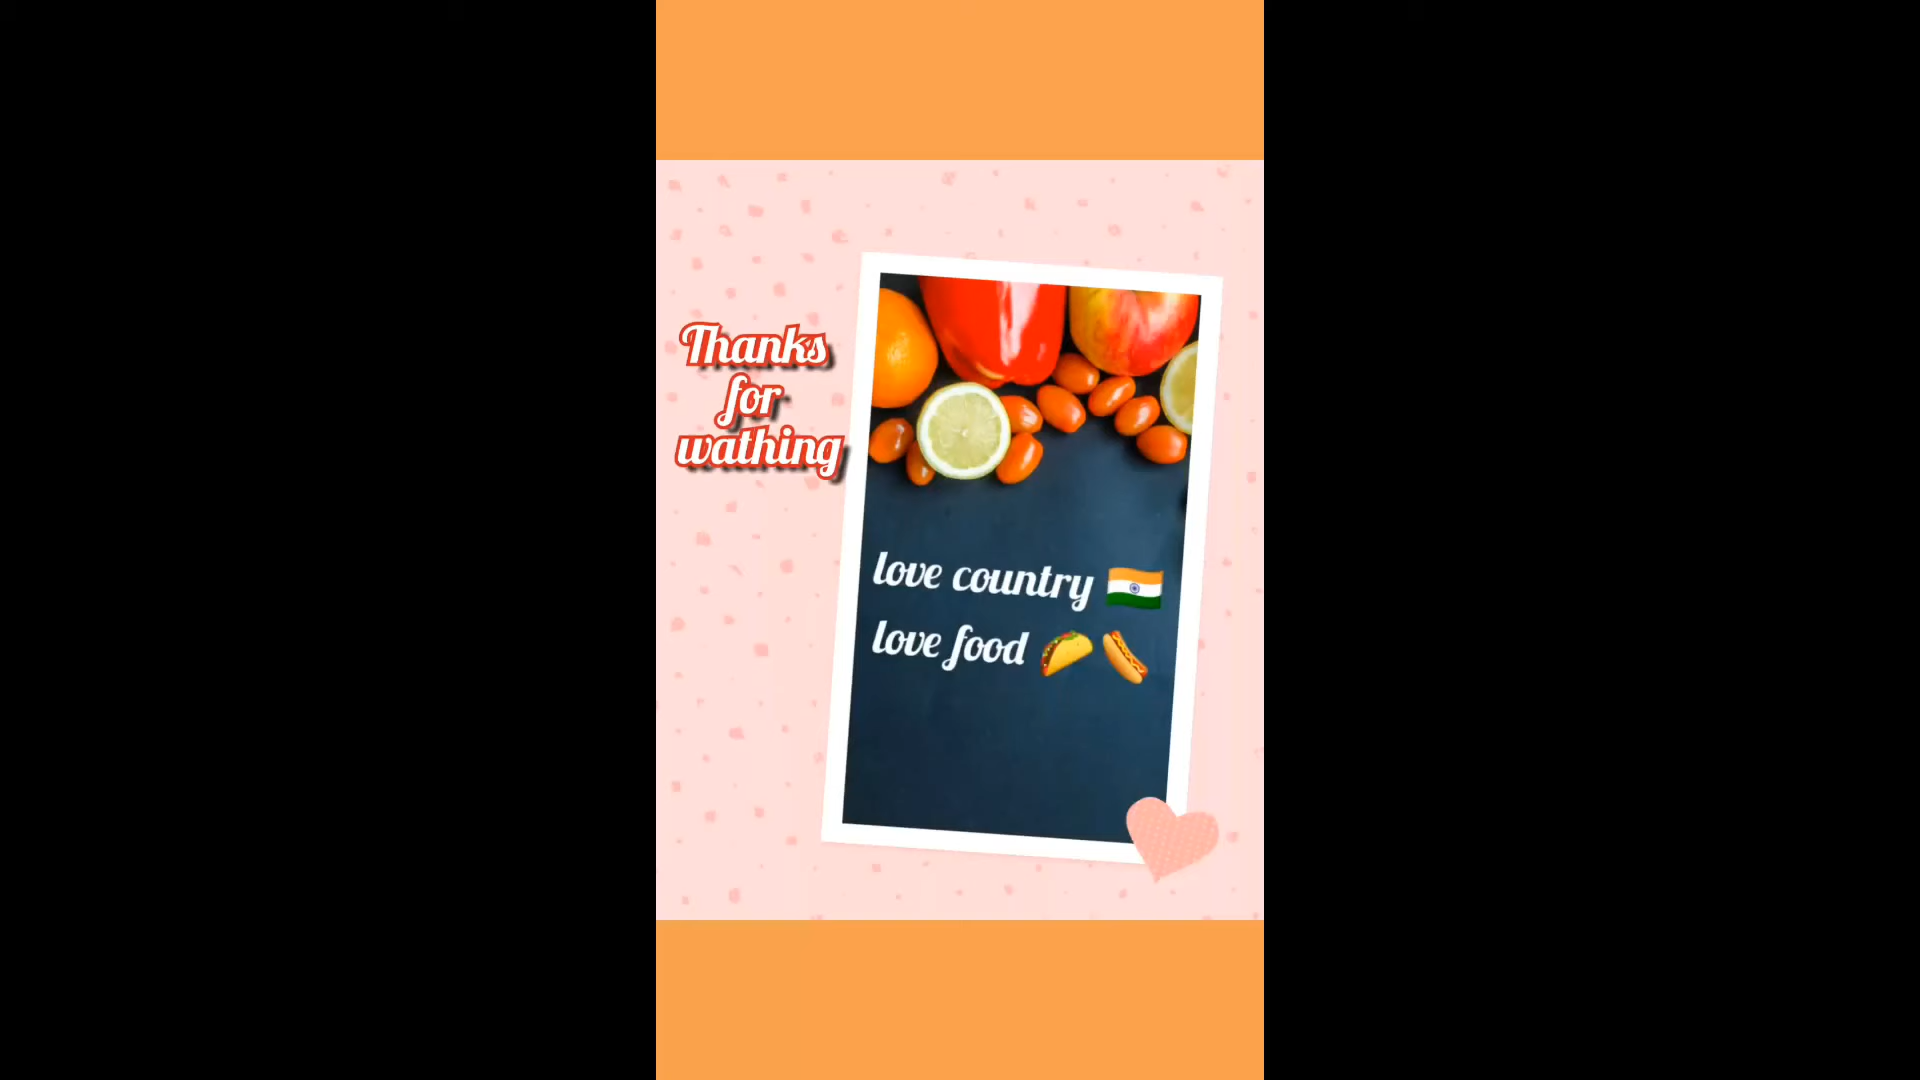 Thanks
for
wathing
love country 🇮🇳
love food 🌮🌭